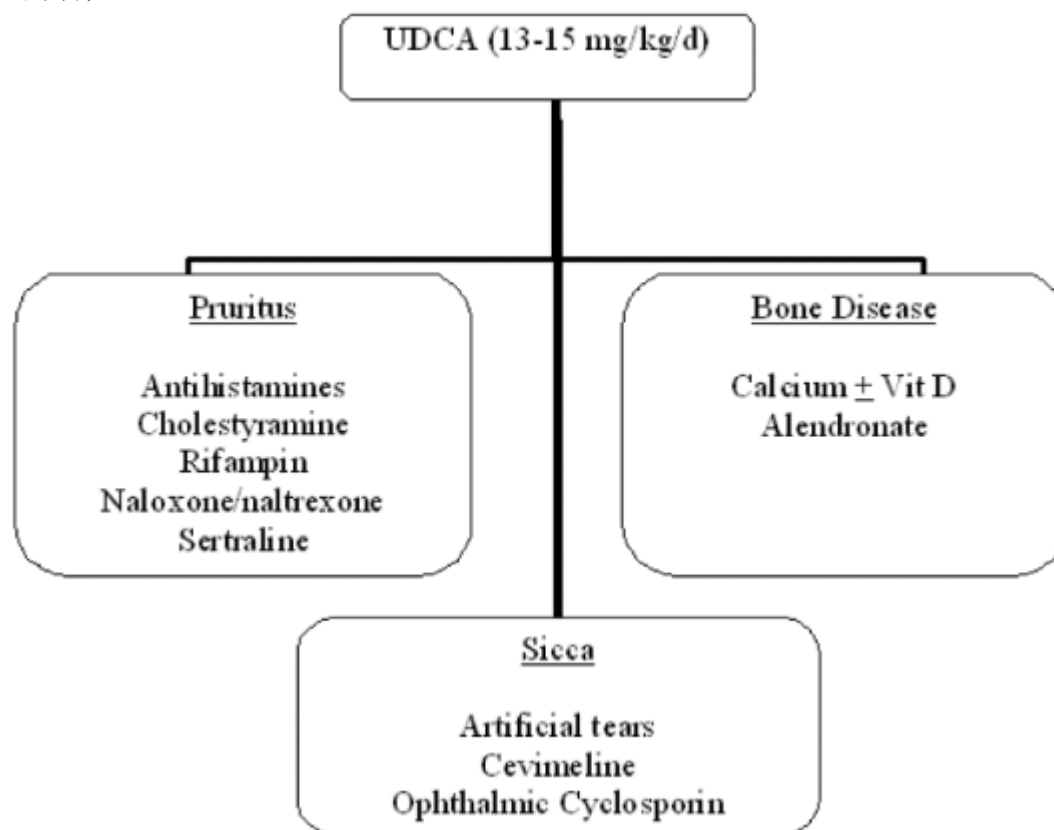 UDCA (13-15 mg/kg/d)
Pruritus
Antihistamines
Cholestyramine
Rifampin
Naloxone/naltrexone
Sertraline
Bone Disease
Calcium ± Vit D
Alendronate
Sicca
Artificial tears
Cevimeline
Ophthalmic Cyclosporin